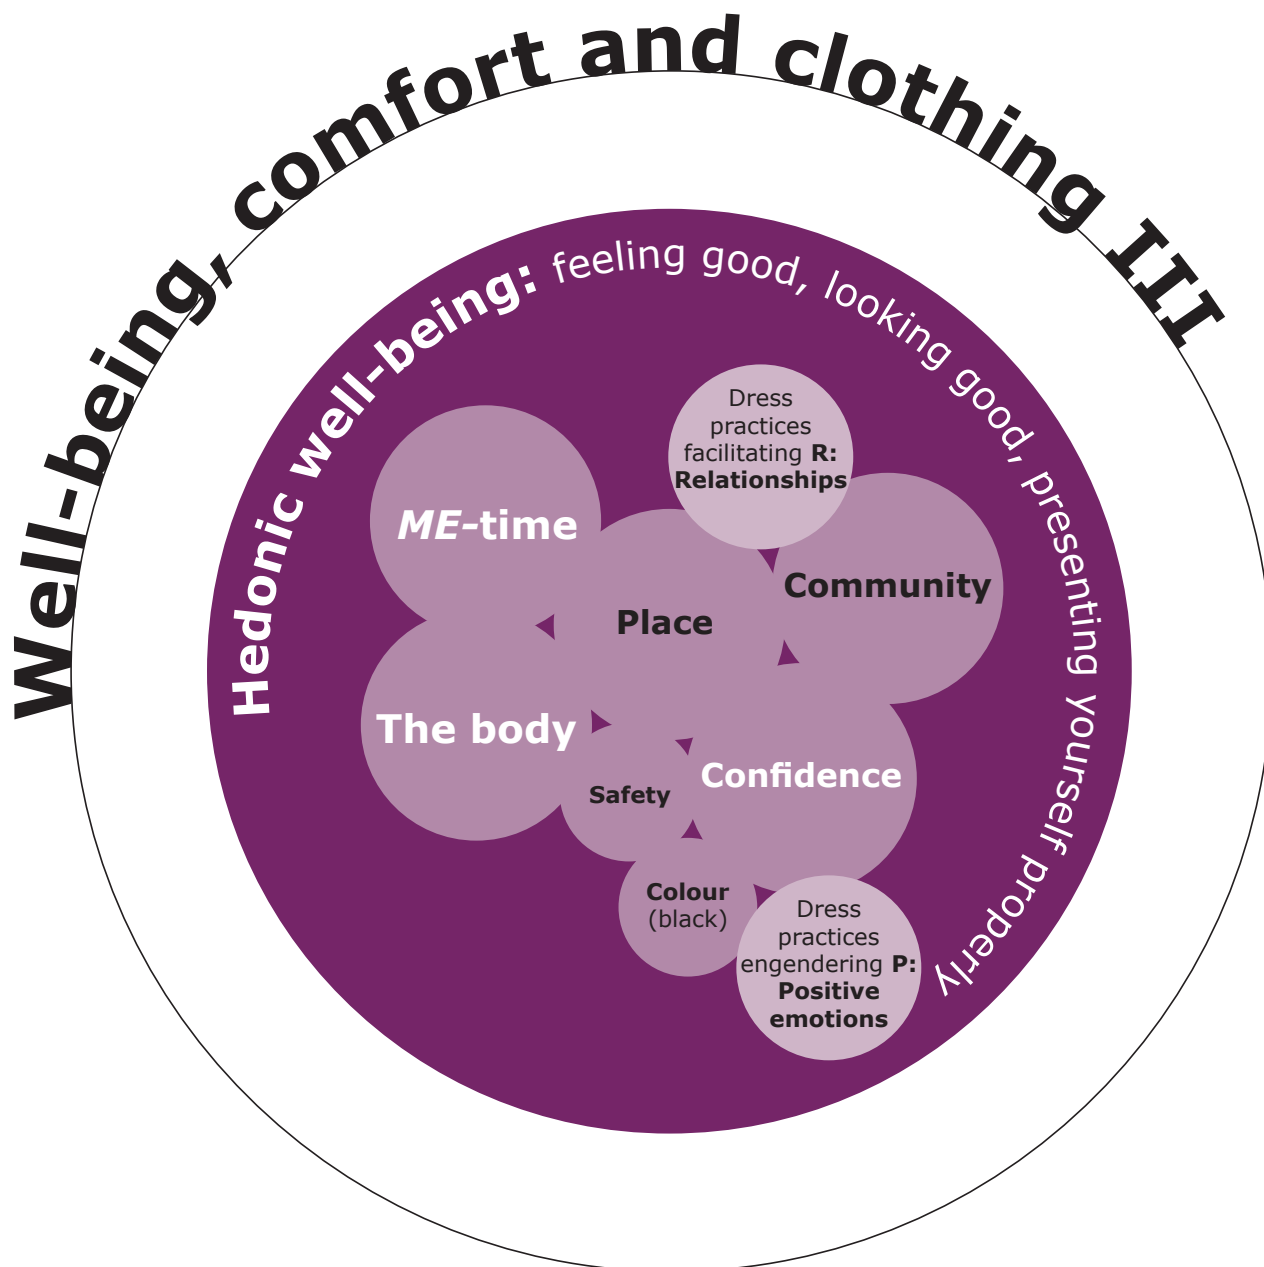 Well-being, comfort and clothing III
Hedonic well-being: feeling good, looking good, presenting yourself properly
Dress
practices
facilitating R:
Relationships
ME-time
Community
Place
The body
Confidence
Safety
Colour
(black)
Dress
practices
engendering P:
Positive
emotions